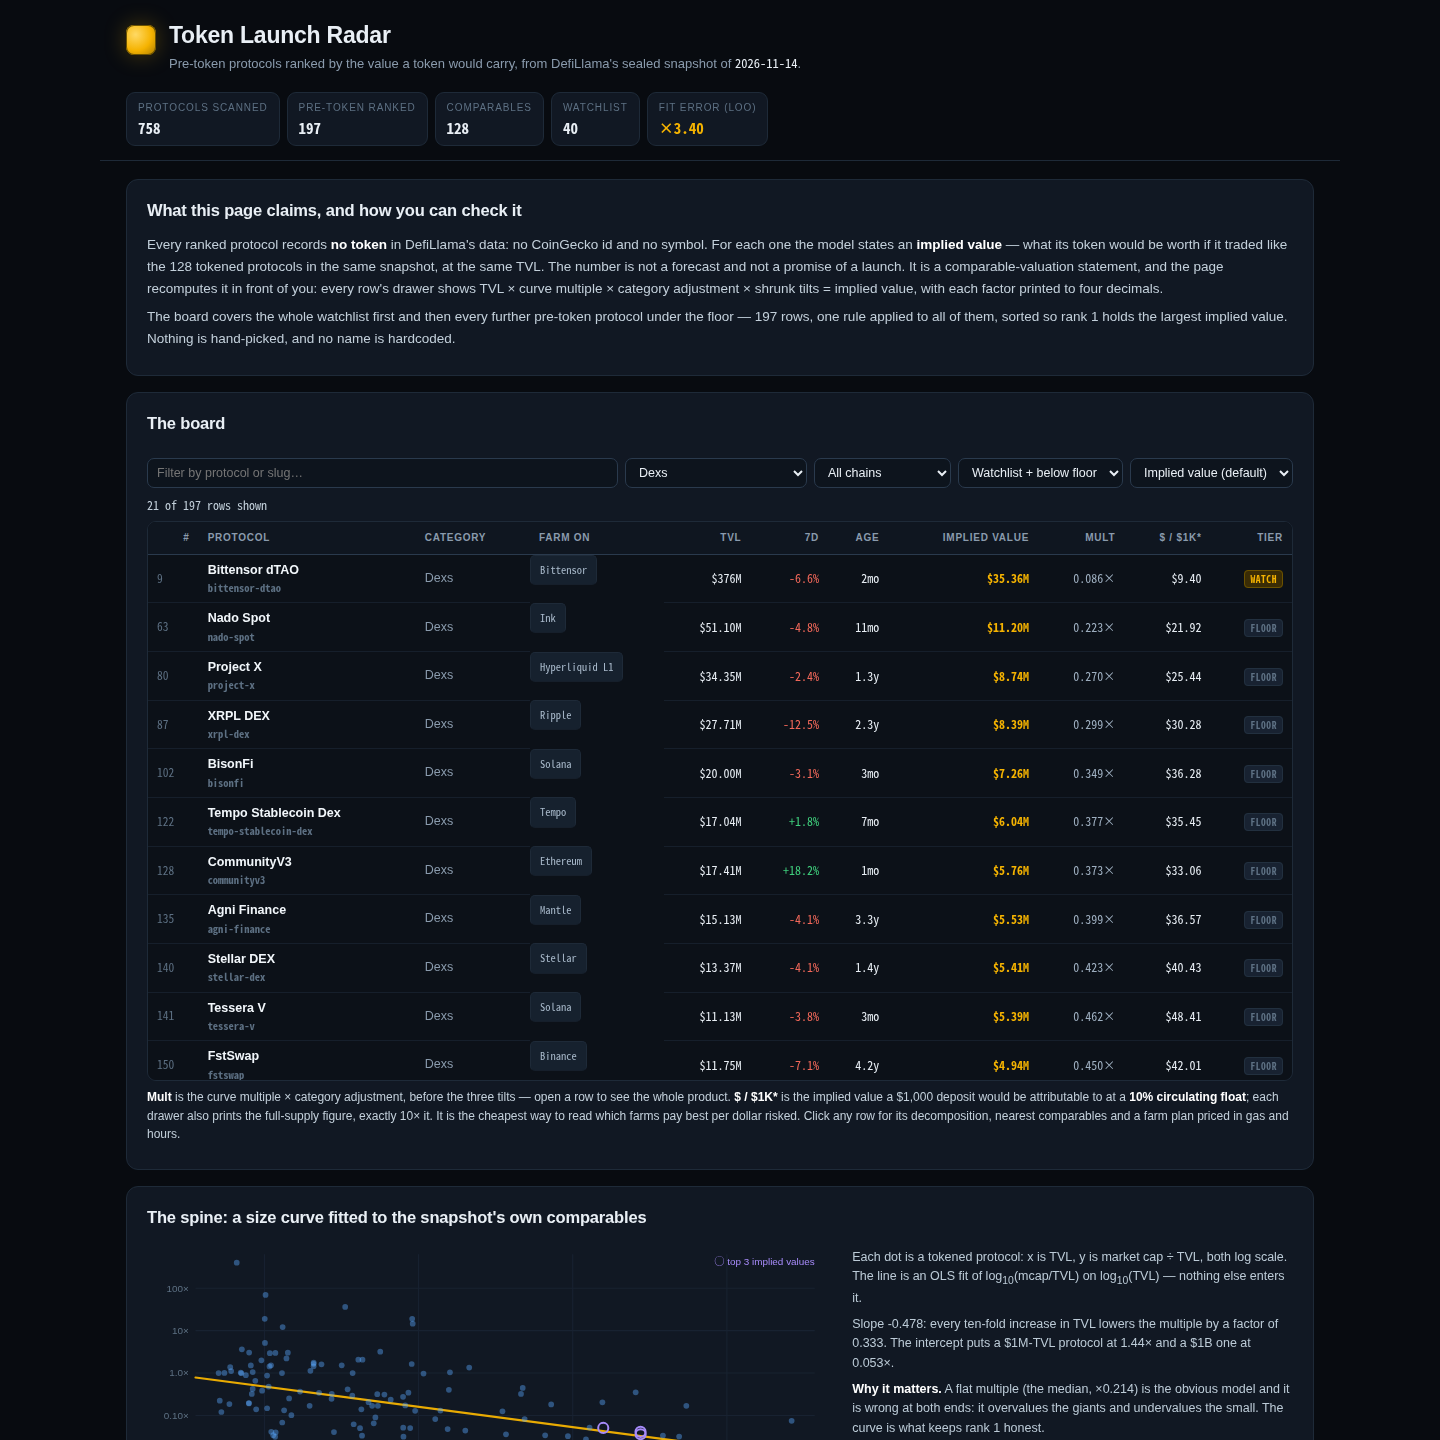 Token Launch Radar
Pre-token protocols ranked by the value a token would carry, from DefiLlama's sealed snapshot of 2026-11-14.
PROTOCOLS SCANNED
758
PRE-TOKEN RANKED
197
COMPARABLES
128
WATCHLIST
40
FIT ERROR (LOO)
×3.40
What this page claims, and how you can check it
Every ranked protocol records no token in DefiLlama's data: no CoinGecko id and no symbol. For each one the model states an implied value — what its token would be worth if it traded like
the 128 tokened protocols in the same snapshot, at the same TVL. The number is not a forecast and not a promise of a launch. It is a comparable-valuation statement, and the page
recomputes it in front of you: every row's drawer shows TVL × curve multiple × category adjustment × shrunk tilts = implied value, with each factor printed to four decimals.
The board covers the whole watchlist first and then every further pre-token protocol under the floor — 197 rows, one rule applied to all of them, sorted so rank 1 holds the largest implied value.
Nothing is hand-picked, and no name is hardcoded.
The board
Filter by protocol or slug… Dexs All chains Watchlist + below floor Implied value (default)
21 of 197 rows shown
# PROTOCOL CATEGORY FARM ON TVL 7D AGE IMPLIED VALUE MULT $ / $1K* TIER
9 Bittensor dTAO bittensor-dtao Dexs Bittensor $376M -6.6% 2mo $35.36M 0.086× $9.40 WATCH
63 Nado Spot nado-spot Dexs Ink $51.10M -4.8% 11mo $11.20M 0.223× $21.92 FLOOR
80 Project X project-x Dexs Hyperliquid L1 $34.35M -2.4% 1.3y $8.74M 0.270× $25.44 FLOOR
87 XRPL DEX xrpl-dex Dexs Ripple $27.71M -12.5% 2.3y $8.39M 0.299× $30.28 FLOOR
102 BisonFi bisonfi Dexs Solana $20.00M -3.1% 3mo $7.26M 0.349× $36.28 FLOOR
122 Tempo Stablecoin Dex tempo-stablecoin-dex Dexs Tempo $17.04M +1.8% 7mo $6.04M 0.377× $35.45 FLOOR
128 CommunityV3 communityv3 Dexs Ethereum $17.41M +18.2% 1mo $5.76M 0.373× $33.06 FLOOR
135 Agni Finance agni-finance Dexs Mantle $15.13M -4.1% 3.3y $5.53M 0.399× $36.57 FLOOR
140 Stellar DEX stellar-dex Dexs Stellar $13.37M -4.1% 1.4y $5.41M 0.423× $40.43 FLOOR
141 Tessera V tessera-v Dexs Solana $11.13M -3.8% 3mo $5.39M 0.462× $48.41 FLOOR
150 FstSwap fstswap Dexs Binance $11.75M -7.1% 4.2y $4.94M 0.450× $42.01 FLOOR
Mult is the curve multiple × category adjustment, before the three tilts — open a row to see the whole product. $ / $1K* is the implied value a $1,000 deposit would be attributable to at a 10% circulating float; each
drawer also prints the full-supply figure, exactly 10× it. It is the cheapest way to read which farms pay best per dollar risked. Click any row for its decomposition, nearest comparables and a farm plan priced in gas and
hours.
The spine: a size curve fitted to the snapshot's own comparables
top 3 implied values
100×
10×
1.0×
0.10×
Each dot is a tokened protocol: x is TVL, y is market cap ÷ TVL, both log scale.
The line is an OLS fit of log10(mcap/TVL) on log10(TVL) — nothing else enters
it.
Slope -0.478: every ten-fold increase in TVL lowers the multiple by a factor of
0.333. The intercept puts a $1M-TVL protocol at 1.44× and a $1B one at
0.053×.
Why it matters. A flat multiple (the median, ×0.214) is the obvious model and it
is wrong at both ends: it overvalues the giants and undervalues the small. The
curve is what keeps rank 1 honest.